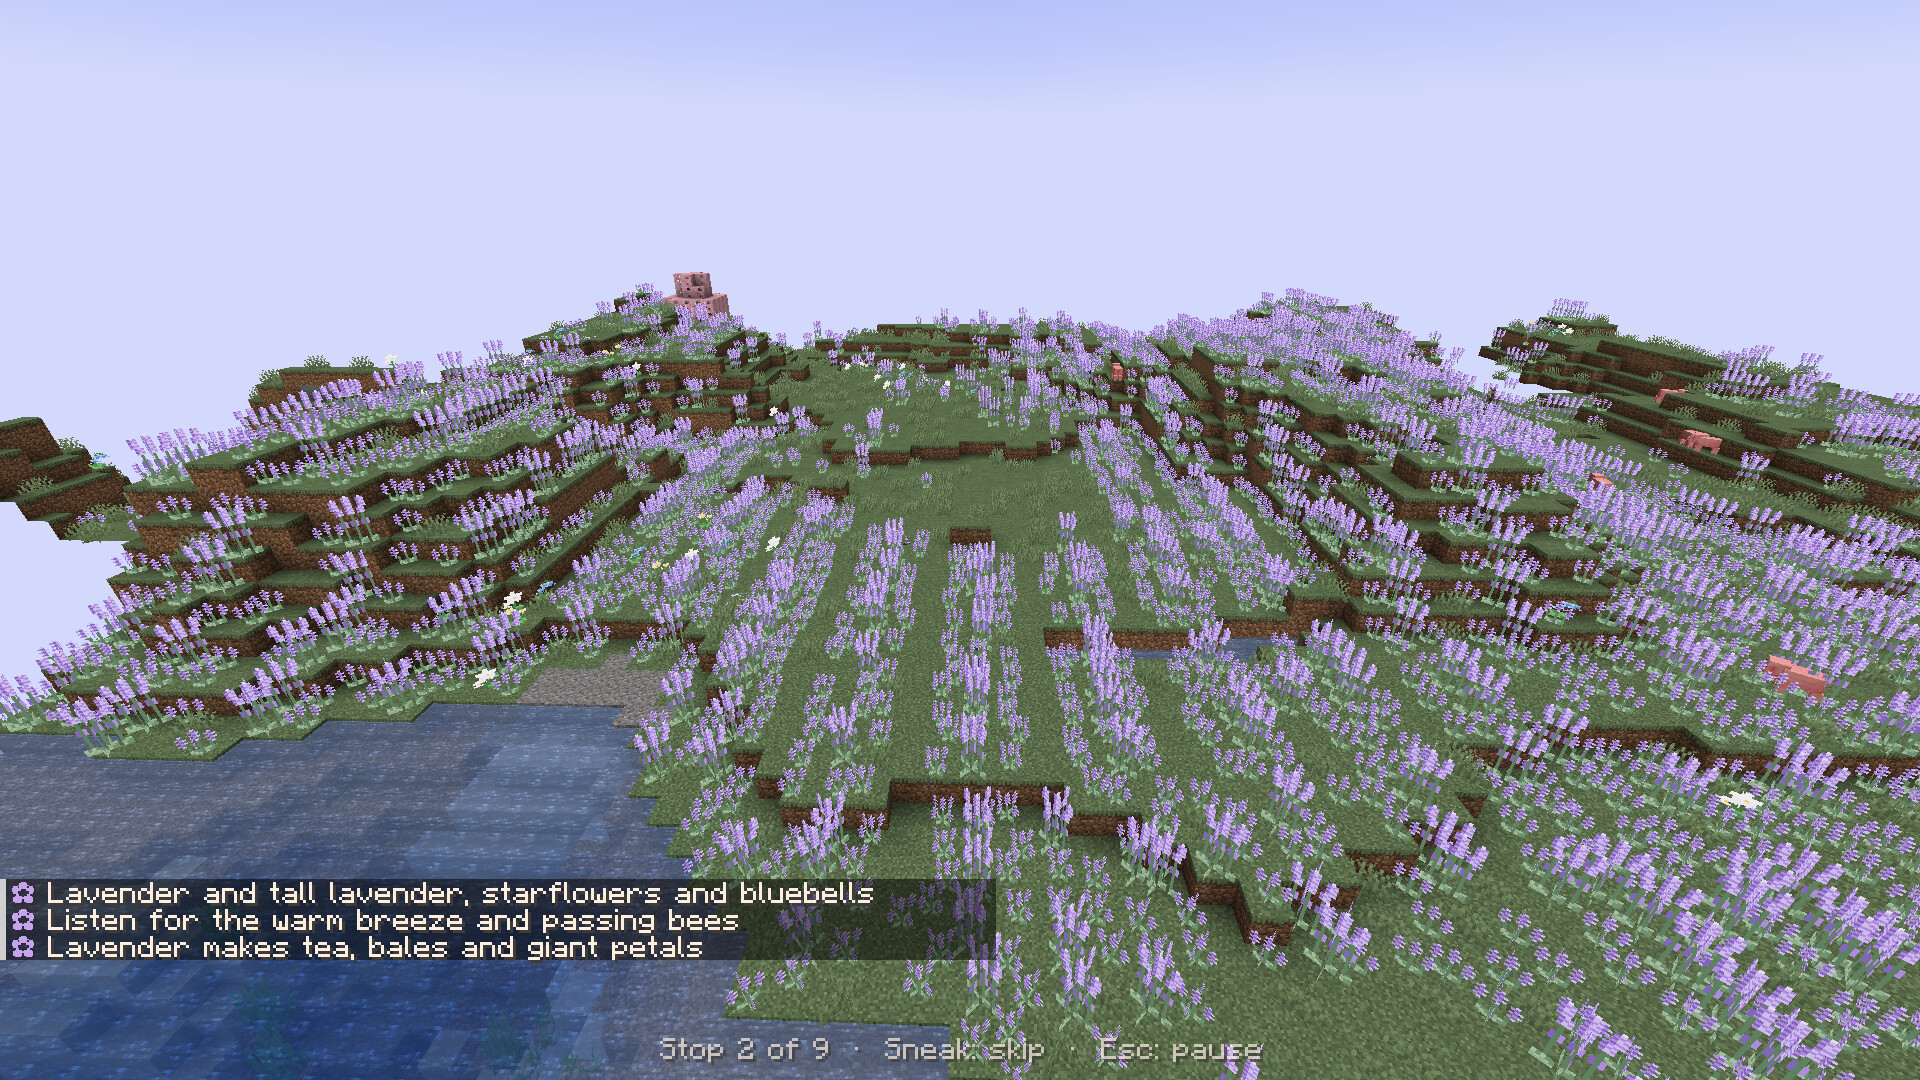 Lavender and tall lavender, starflowers and bluebells
Listen for the warm breeze and passing bees
Lavender makes tea, bales and giant petals
Stop 2 of 9 · Sneak: skip · Esc: pause